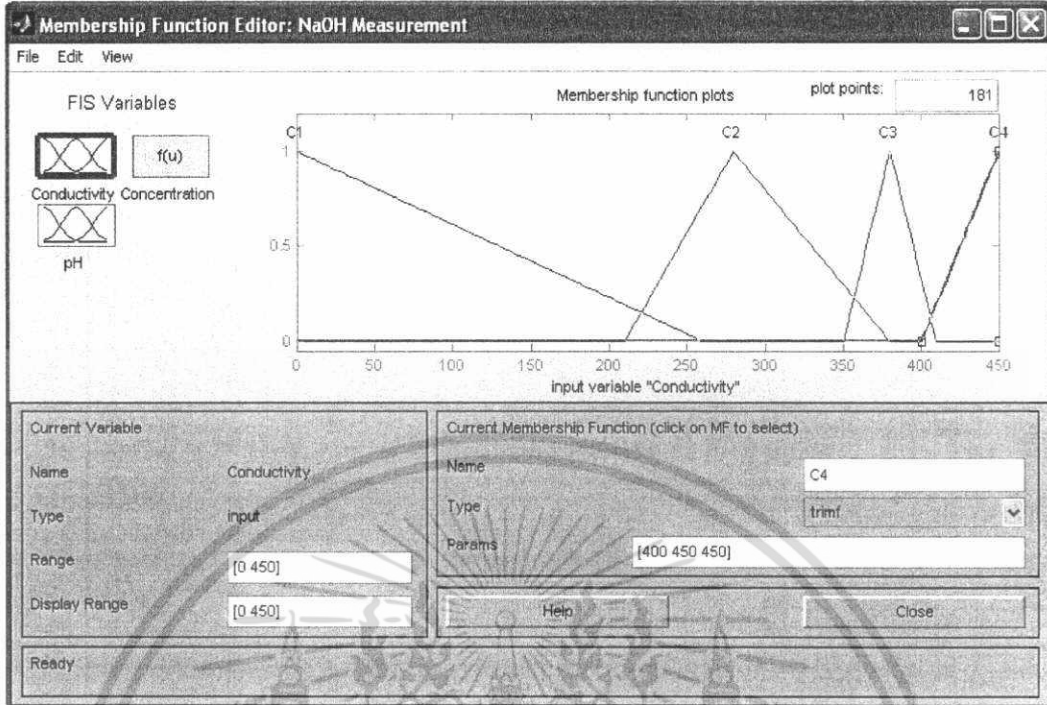 Membership Function Editor: NaOH Measurement
File Edit View
FIS Variables
f(u)
Conductivity Concentration
pH
Membership function plots
plot points: 181
C1 C2 C3 C4
1
0.5
0
0 50 100 150 200 250 300 350 400 450
input variable "Conductivity"
Current Variable
Name Conductivity
Type input
Range [0 450]
Display Range [0 450]
Current Membership Function (click on MF to select)
Name C4
Type trimf
Params [400 450 450]
Help Close
Ready